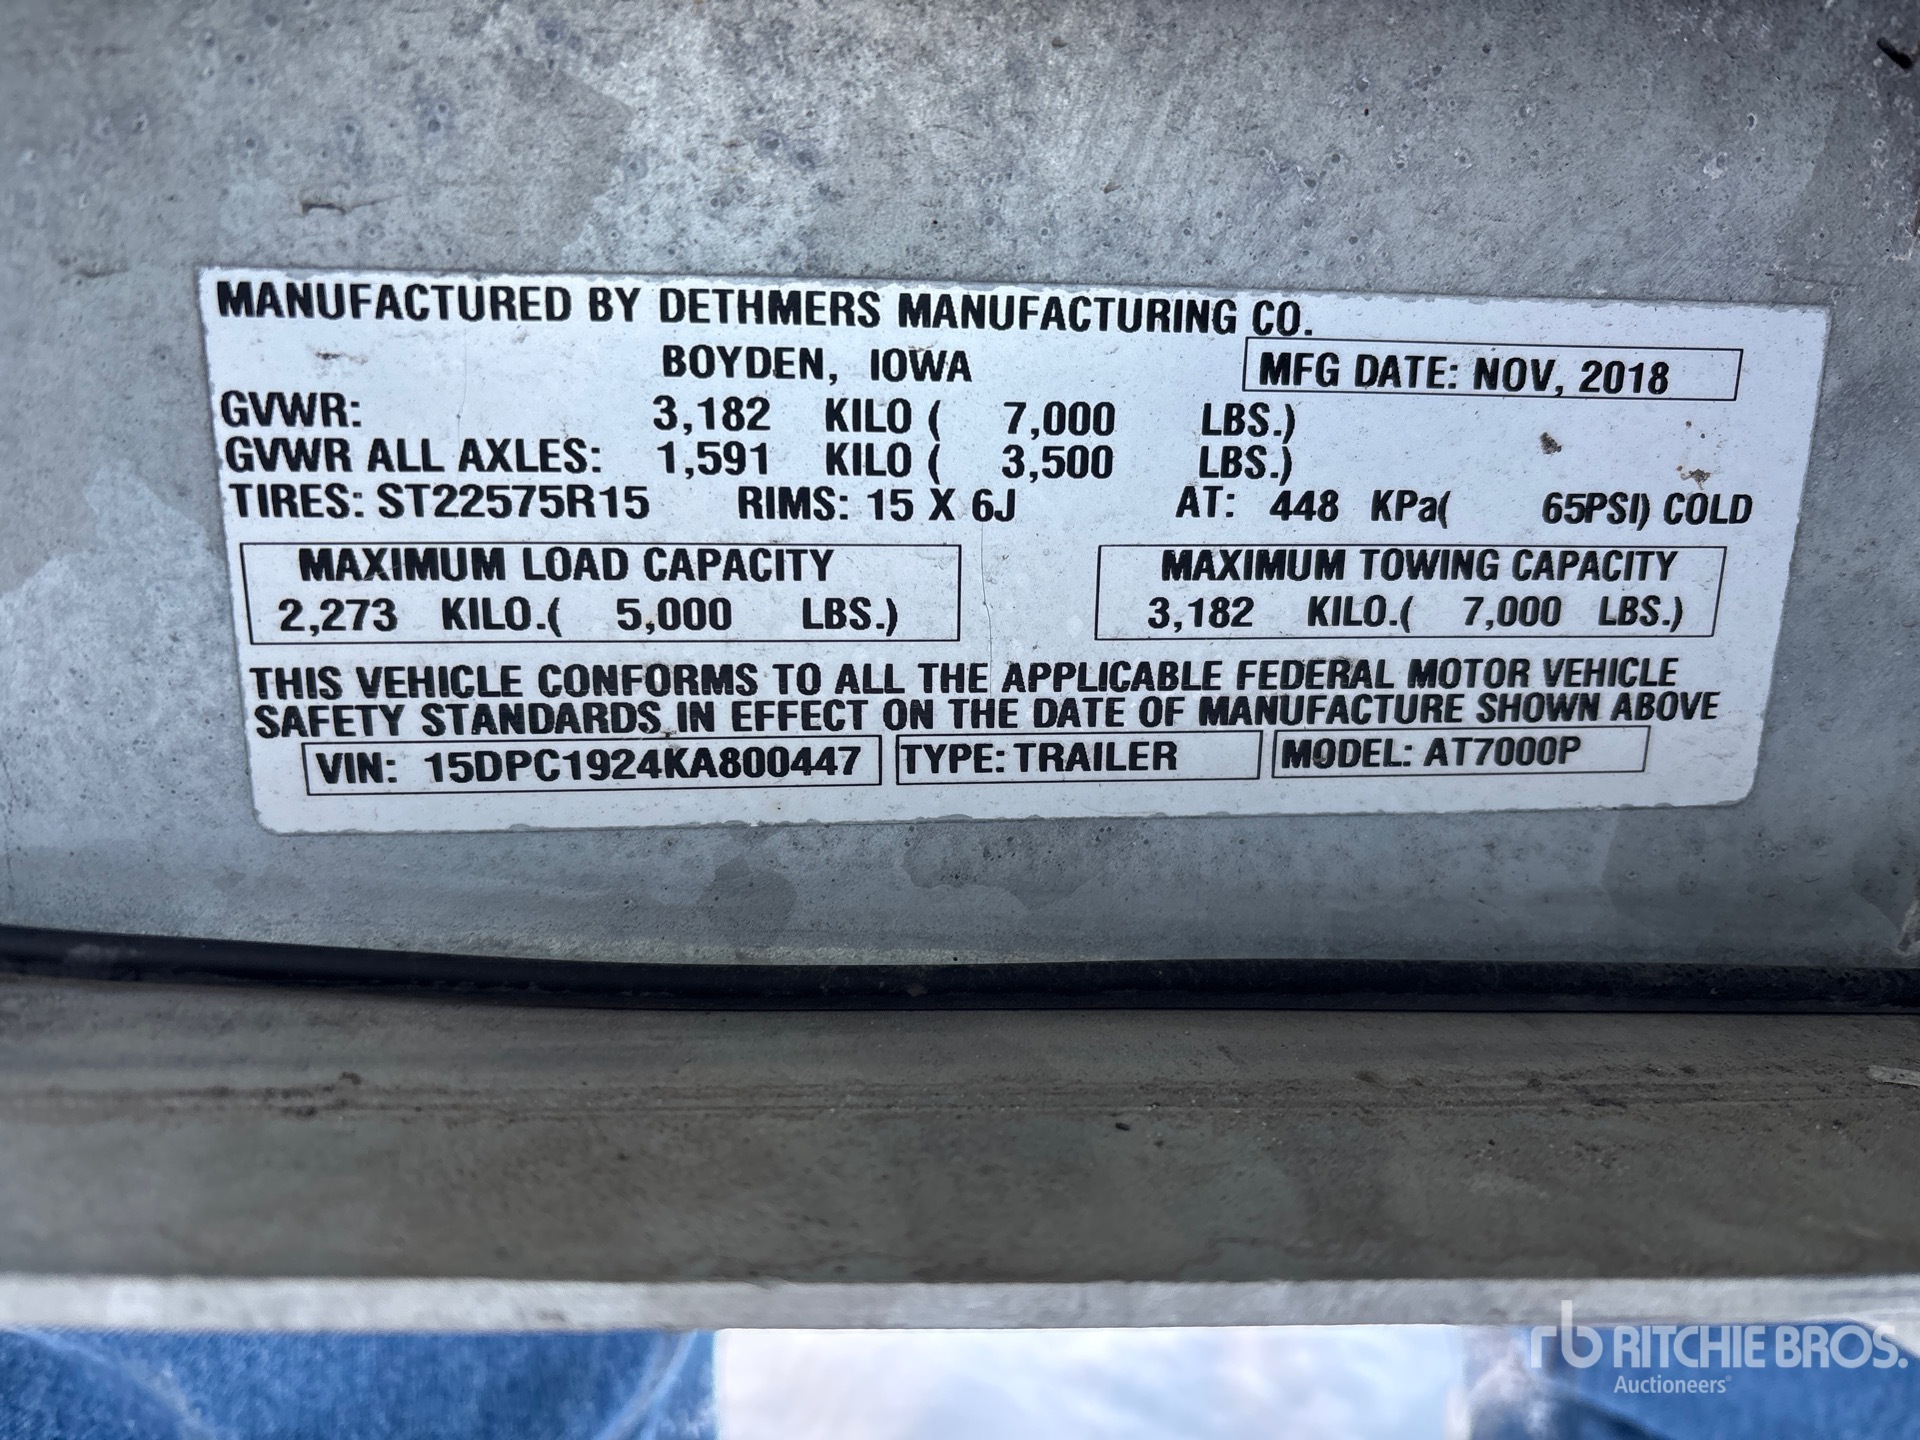 MANUFACTURED BY DETHMERS MANUFACTURING CO.
BOYDEN, IOWA
MFG DATE: NOV, 2018
GVWR: 3,182 KILO ( 7,000 LBS.)
GVWR ALL AXLES: 1,591 KILO ( 3,500 LBS.)
TIRES: ST22575R15 RIMS: 15 X 6J AT: 448 KPa( 65PSI) COLD
MAXIMUM LOAD CAPACITY
2,273 KILO.( 5,000 LBS.)
MAXIMUM TOWING CAPACITY
3,182 KILO.( 7,000 LBS.)
THIS VEHICLE CONFORMS TO ALL THE APPLICABLE FEDERAL MOTOR VEHICLE
SAFETY STANDARDS IN EFFECT ON THE DATE OF MANUFACTURE SHOWN ABOVE
VIN: 15DPC1924KA800447 TYPE: TRAILER MODEL: AT7000P
rb RITCHIE BROS.
Auctioneers